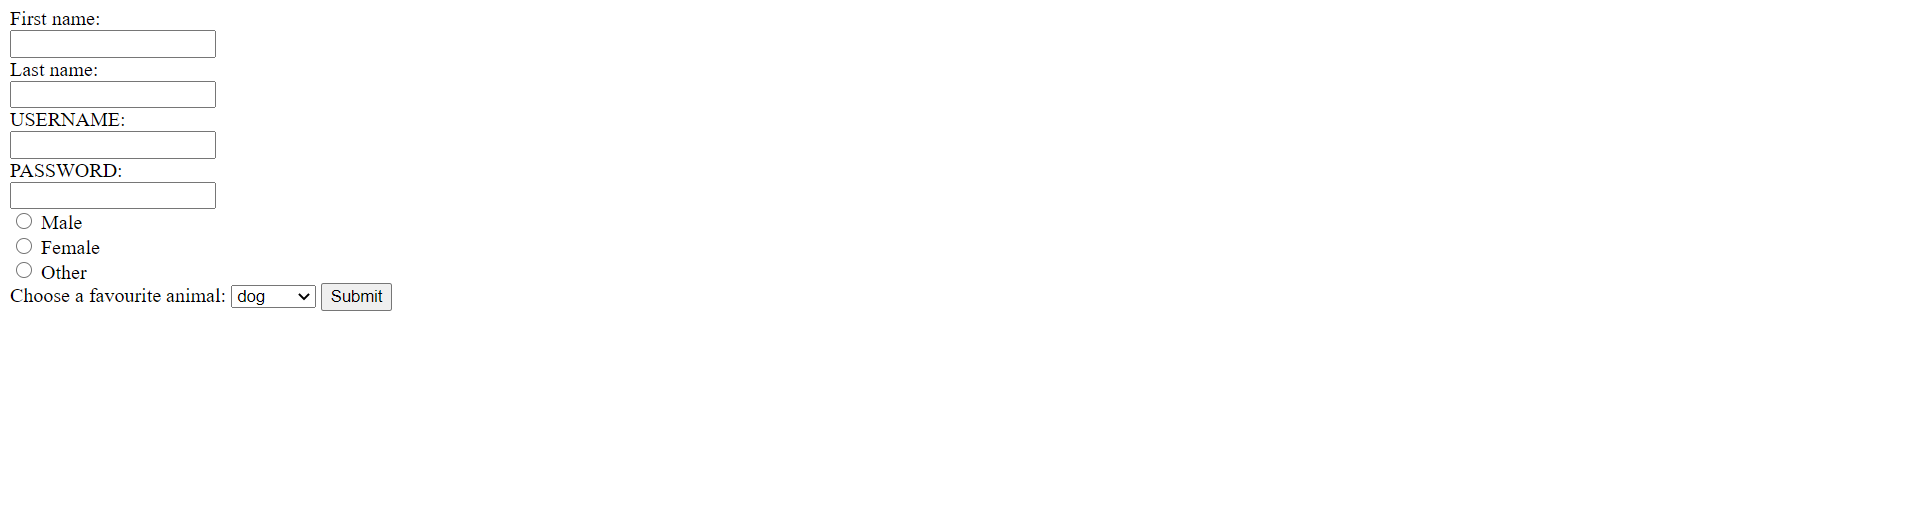 First name:
Last name:
USERNAME:
PASSWORD:
Male
Female
Other
Choose a favourite animal: dog Submit